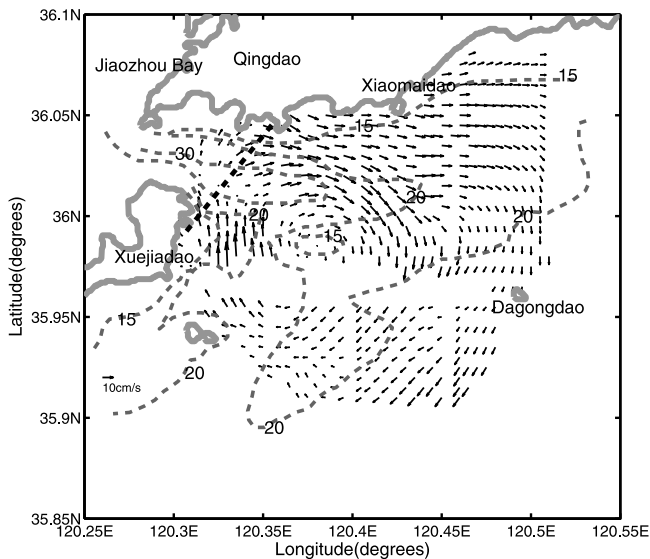 36.1N
Qingdao
Jiaozhou Bay
Xiaomaidao
15
36.05N
15
30
20
20
20
36N
15
Xuejiadao
Latitude(degrees)
Dagongdao
35.95N
15
20
10cm/s
35.9N
20
35.85N
120.25E 120.3E 120.35E 120.4E 120.45E 120.5E 120.55E
Longitude(degrees)